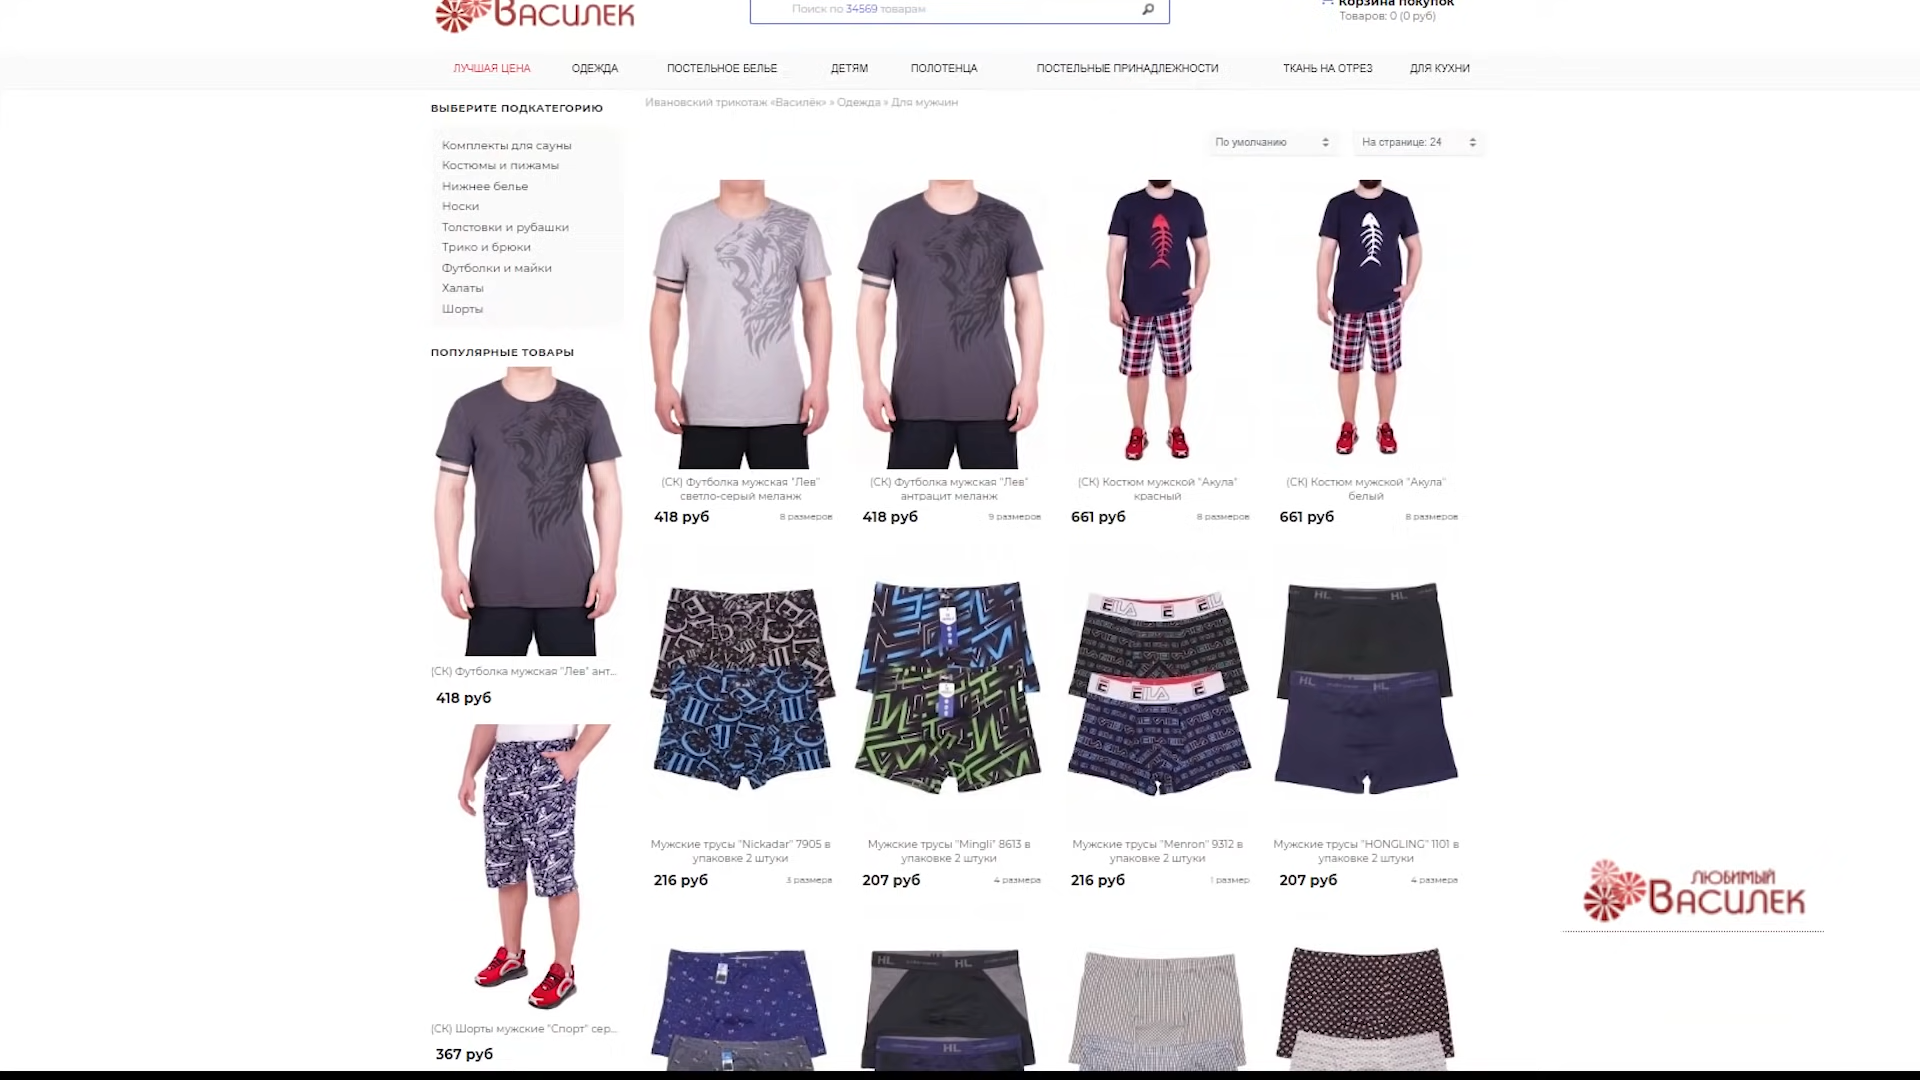 Василек
Поиск по 34569 товарам
Корзина покупок
Товаров: 0 (0 руб)
ЛУЧШАЯ ЦЕНА
ОДЕЖДА
ПОСТЕЛЬНОЕ БЕЛЬЕ
ДЕТЯМ
ПОЛОТЕНЦА
ПОСТЕЛЬНЫЕ ПРИНАДЛЕЖНОСТИ
ТКАНЬ НА ОТРЕЗ
ДЛЯ КУХНИ
ВЫБЕРИТЕ ПОДКАТЕГОРИЮ
Комплекты для сауны
Костюмы и пижамы
Нижнее белье
Носки
Толстовки и рубашки
Трико и брюки
Футболки и майки
Халаты
Шорты
ПОПУЛЯРНЫЕ ТОВАРЫ
(СК) Футболка мужская "Лев" ант...
418 руб
(СК) Шорты мужские "Спорт" сер...
367 руб
Ивановский трикотаж «Василёк» » Одежда » Для мужчин
По умолчанию
На странице: 24
(СК) Футболка мужская "Лев"
светло-серый меланж
418 руб
8 размеров
(СК) Футболка мужская "Лев"
антрацит меланж
418 руб
9 размеров
(СК) Костюм мужской "Акула"
красный
661 руб
8 размеров
(СК) Костюм мужской "Акула"
белый
661 руб
8 размеров
Мужские трусы "Nickadar" 7905 в
упаковке 2 штуки
216 руб
3 размера
Мужские трусы "Mingli" 8613 в
упаковке 2 штуки
207 руб
4 размера
Мужские трусы "Menron" 9312 в
упаковке 2 штуки
216 руб
1 размер
Мужские трусы "HONGLING" 1101 в
упаковке 2 штуки
207 руб
4 размера
HL HL
HL HL
HL HL
HL
ЛЮБИМЫЙ
Василек